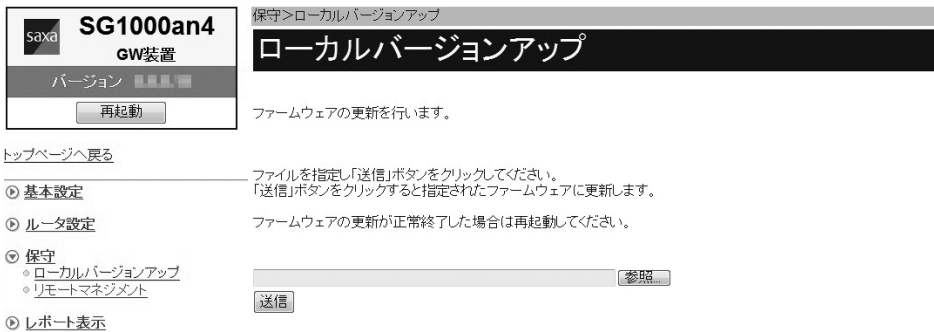 saxa
SG1000an4
GW装置
バージョン
再起動
トップページへ戻る
基本設定
ルータ設定
保守
ローカルバージョンアップ
リモートマネジメント
レポート表示
保守>ローカルバージョンアップ
ローカルバージョンアップ
ファームウェアの更新を行います。
ファイルを指定し「送信」ボタンをクリックしてください。
「送信」ボタンをクリックすると指定されたファームウェアに更新します。
ファームウェアの更新が正常終了した場合は再起動してください。
参照...
送信